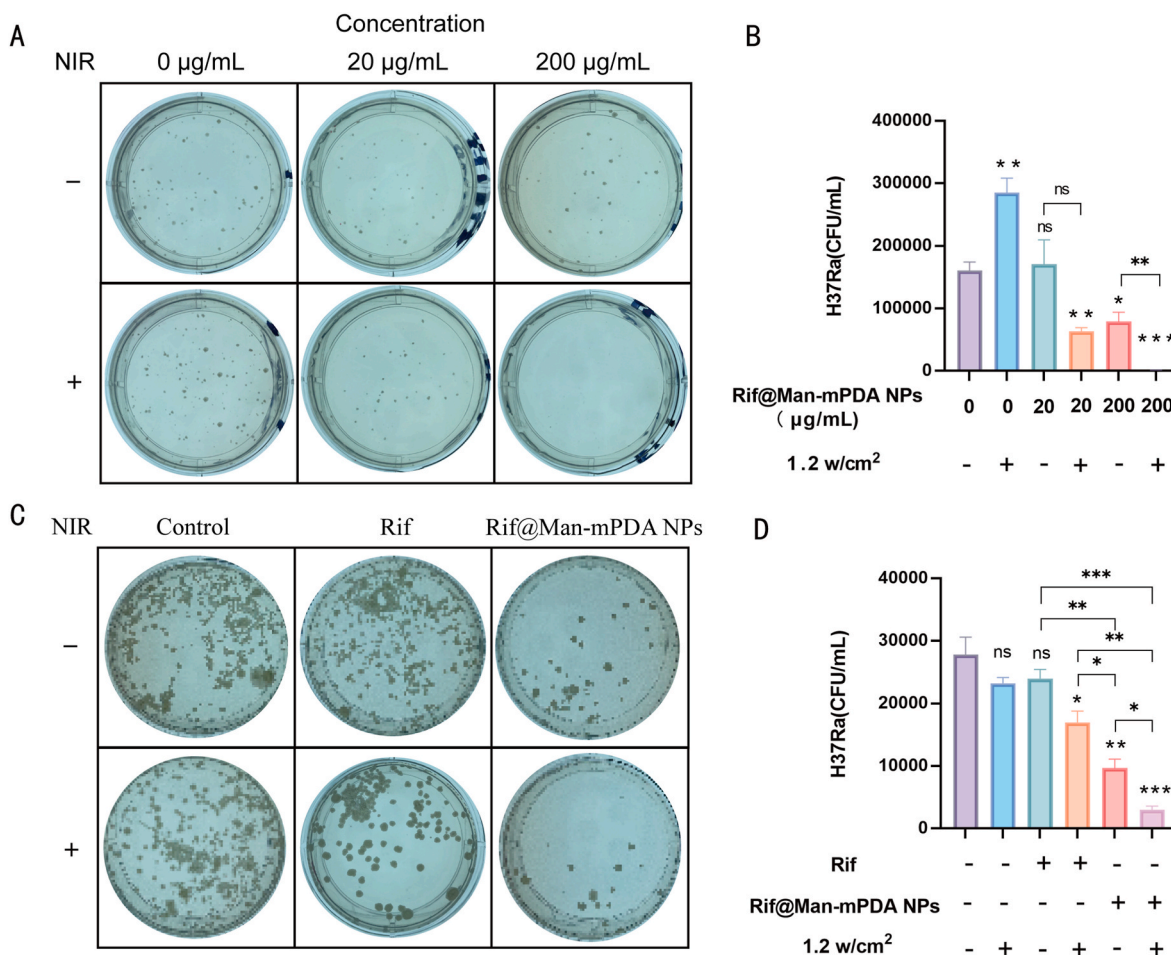 A
Concentration
NIR 0 µg/mL 20 µg/mL 200 µg/mL
−
+
B
H37Ra(CFU/mL)
400000
300000
200000
100000
0
** ns ns ** * ** ***
Rif@Man-mPDA NPs
( µg/mL)
0 0 20 20 200 200
1.2 w/cm²
- + - + - +
C
NIR Control Rif Rif@Man-mPDA NPs
−
+
D
H37Ra(CFU/mL)
40000
30000
20000
10000
0
***
**
**
*
*
ns ns * ** ***
Rif - - + + - -
Rif@Man-mPDA NPs - - - - + +
1.2 w/cm² - + - + - +